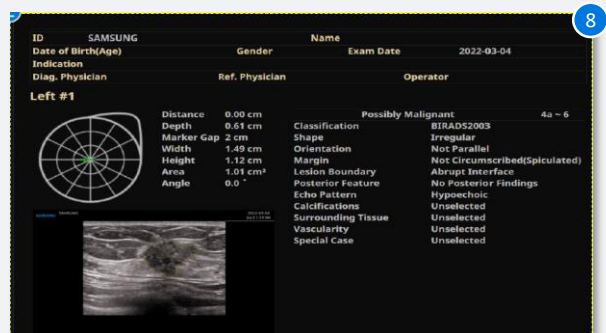 8
ID SAMSUNG Name
Date of Birth(Age) Gender Exam Date 2022-03-04
Indication
Diag. Physician Ref. Physician Operator
Left #1
Distance 0.00 cm
Depth 0.61 cm
Marker Gap 2 cm
Width 1.49 cm
Height 1.12 cm
Area 1.01 cm²
Angle 0.0 °
Possibly Malignant 4a ~ 6
Classification BIRADS2003
Shape Irregular
Orientation Not Parallel
Margin Not Circumscribed(Spiculated)
Lesion Boundary Abrupt Interface
Posterior Feature No Posterior Findings
Echo Pattern Hypoechoic
Calcifications Unselected
Surrounding Tissue Unselected
Vascularity Unselected
Special Case Unselected